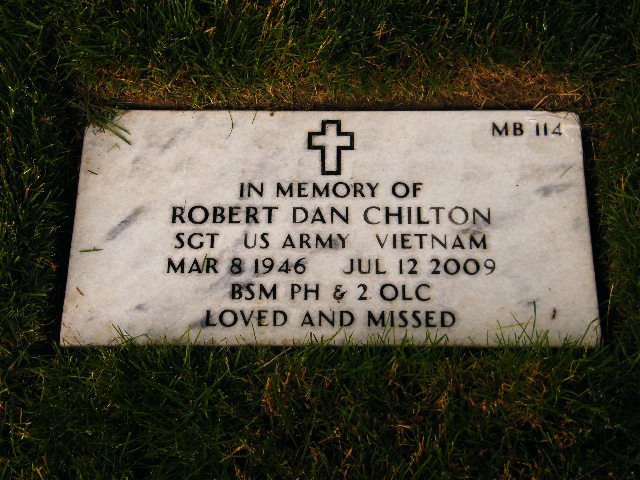 MB 114
IN MEMORY OF
ROBERT DAN CHILTON
SGT US ARMY VIETNAM
MAR 8 1946 JUL 12 2009
BSM PH & 2 OLC
LOVED AND MISSED